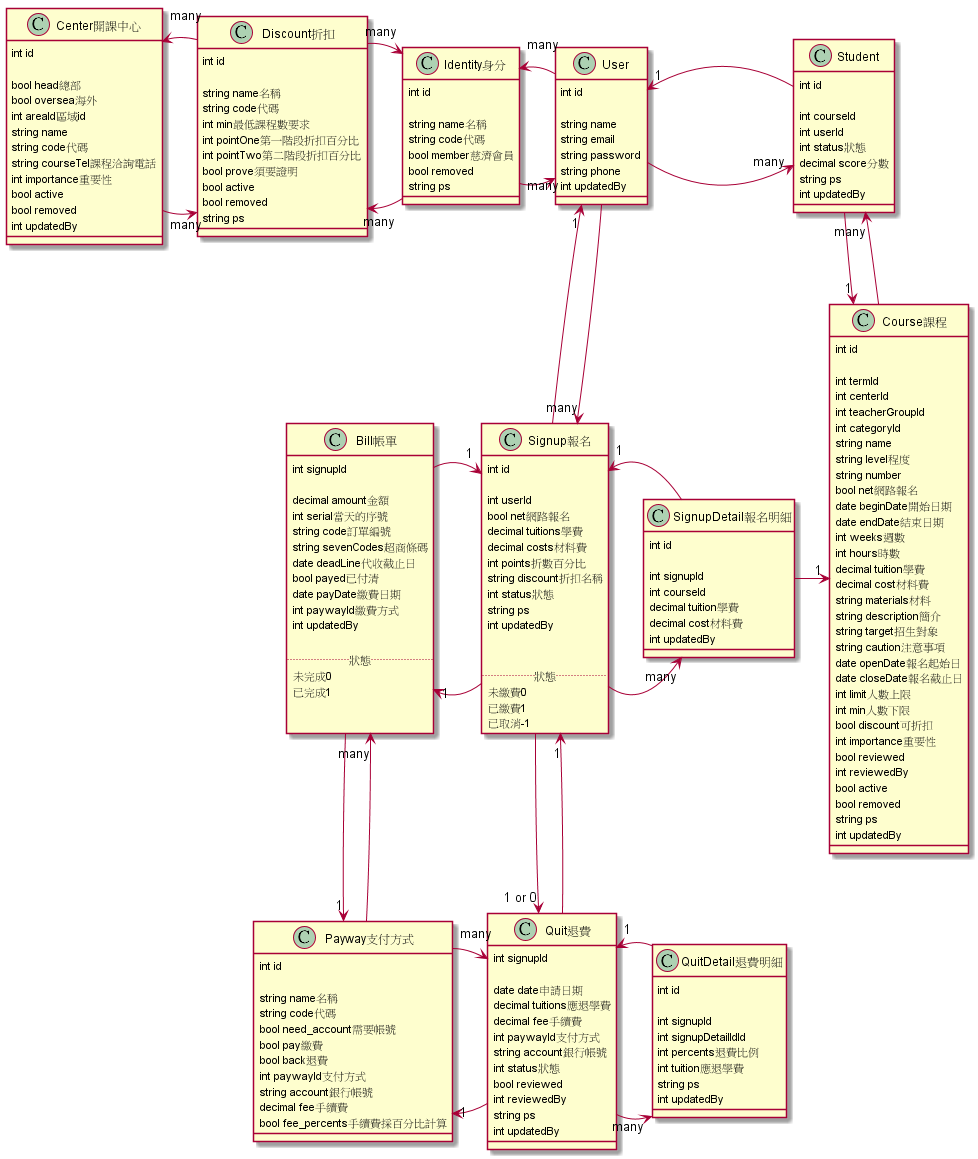 C Center開課中心
int id
bool head總部
bool oversea海外
int areaId區域id
string name
string code代碼
string courseTel課程洽詢電話
int importance重要性
bool active
bool removed
int updatedBy
many
many
C Discount折扣
int id
string name名稱
string code代碼
int min最低課程數要求
int pointOne第一階段折扣百分比
int pointTwo第二階段折扣百分比
bool prove須要證明
bool active
bool removed
string ps
many
many
C Identity身分
int id
string name名稱
string code代碼
bool member慈濟會員
bool removed
string ps
many
many
C User
int id
string name
string email
string password
string phone
int updatedBy
1
many
C Student
int id
int courseId
int userId
int status狀態
decimal score分數
string ps
int updatedBy
1
many
many
1
C Course課程
int id
int termId
int centerId
int teacherGroupId
int categoryId
string name
string level程度
string number
bool net網路報名
date beginDate開始日期
date endDate結束日期
int weeks週數
int hours時數
decimal tuition學費
decimal cost材料費
string materials材料
string description簡介
string target招生對象
string caution注意事項
date openDate報名起始日
date closeDate報名截止日
int limit人數上限
int min人數下限
bool discount可折扣
int importance重要性
bool reviewed
int reviewedBy
bool active
bool removed
string ps
int updatedBy
C Bill帳單
int signupId
decimal amount金額
int serial當天的序號
string code訂單編號
string sevenCodes超商條碼
date deadLine代收截止日
bool payed已付清
date payDate繳費日期
int paywayId繳費方式
int updatedBy
狀態
未完成0
已完成1
1
1
C Signup報名
int id
int userId
bool net網路報名
decimal tuitions學費
decimal costs材料費
int points折數百分比
string discount折扣名稱
int status狀態
string ps
int updatedBy
狀態
未繳費0
已繳費1
已取消-1
1
many
C SignupDetail報名明細
int id
int signupId
int courseId
decimal tuition學費
decimal cost材料費
int updatedBy
1
many
1
1
1 or 0
C Payway支付方式
int id
string name名稱
string code代碼
bool need_account需要帳號
bool pay繳費
bool back退費
int paywayId支付方式
string account銀行帳號
decimal fee手續費
bool fee_percents手續費採百分比計算
many
1
C Quit退費
int signupId
date date申請日期
decimal tuitions應退學費
decimal fee手續費
int paywayId支付方式
string account銀行帳號
int status狀態
bool reviewed
int reviewedBy
string ps
int updatedBy
1
many
C QuitDetail退費明細
int id
int signupId
int signupDetailIdId
int percents退費比例
int tuition應退學費
string ps
int updatedBy